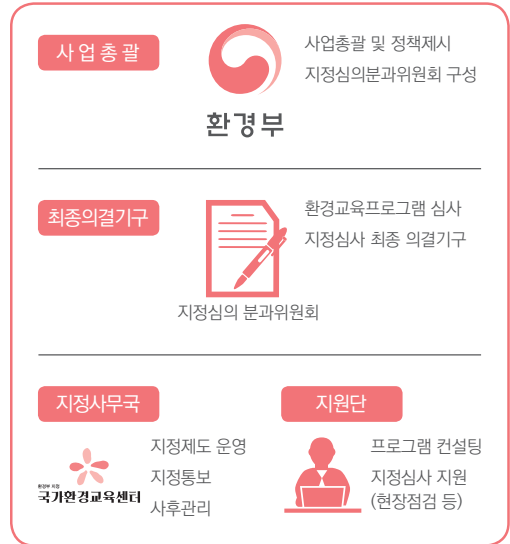 사업총괄
사업총괄 및 정책제시
지정심의분과위원회 구성
환경부
최종의결기구
환경교육프로그램 심사
지정심사 최종 의결기구
지정심의 분과위원회
지정사무국
지정제도 운영
지정통보
사후관리
환경부 지정
국가환경교육센터
지원단
프로그램 컨설팅
지정심사 지원
(현장점검 등)